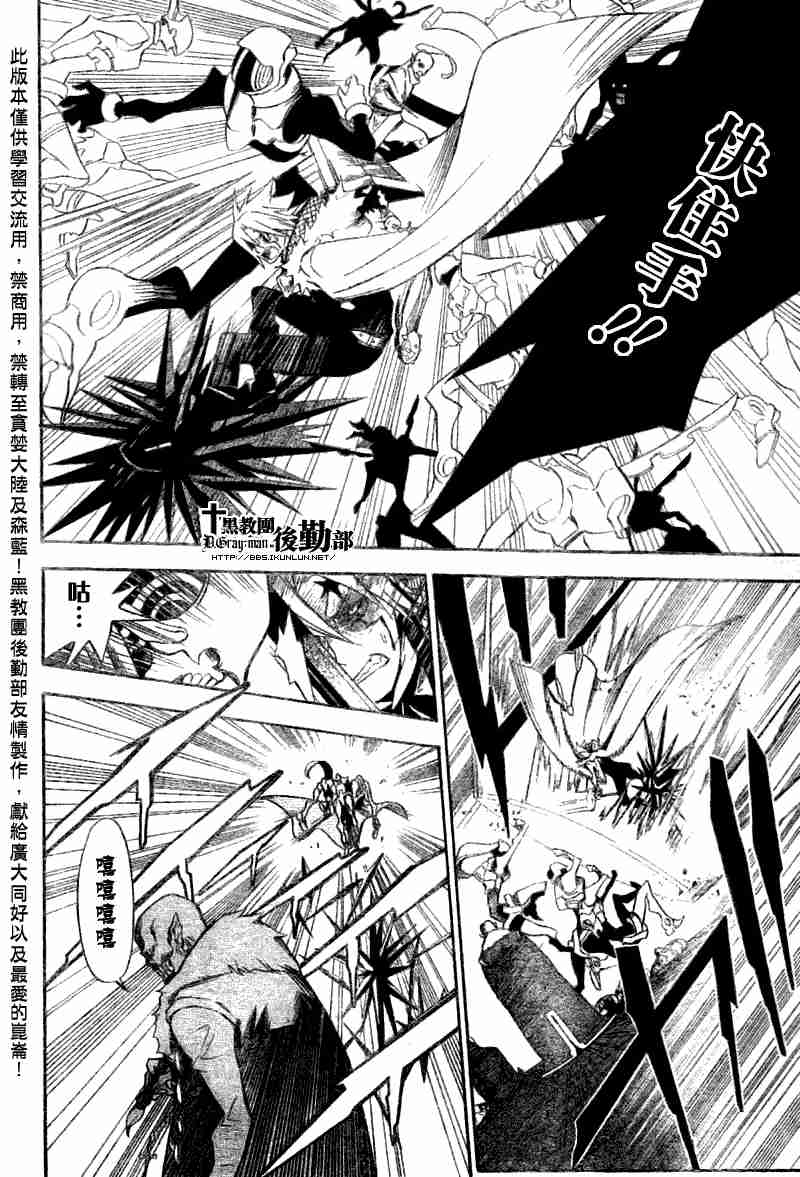 快住手!!
咕…
嘻嘻嘻嘻
十黑教團
D.Gray-man.後勤部
HTTP://BBS.IKUNLUN.NET/
此版本僅供學習交流用，禁商用，禁轉至貪婪大陸及森藍！黑教團後勤部友情製作，獻給廣大同好以及最愛的崑崙！